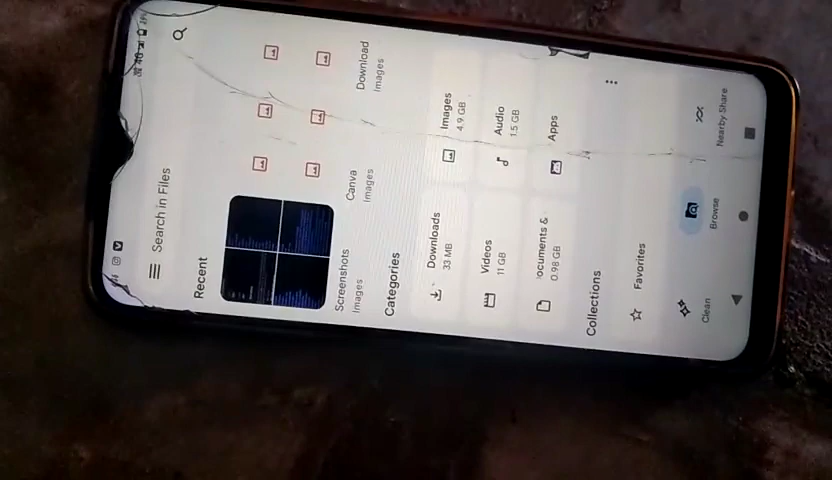 4G
Search in Files
Recent
Screenshots
Images
Canva
Images
Download
Images
Categories
Downloads
33 MB
Images
4.9 GB
Videos
11 GB
Audio
1.5 GB
ocuments &
0.98 GB
Apps
Collections
Favorites
Clean
Browse
Nearby Share